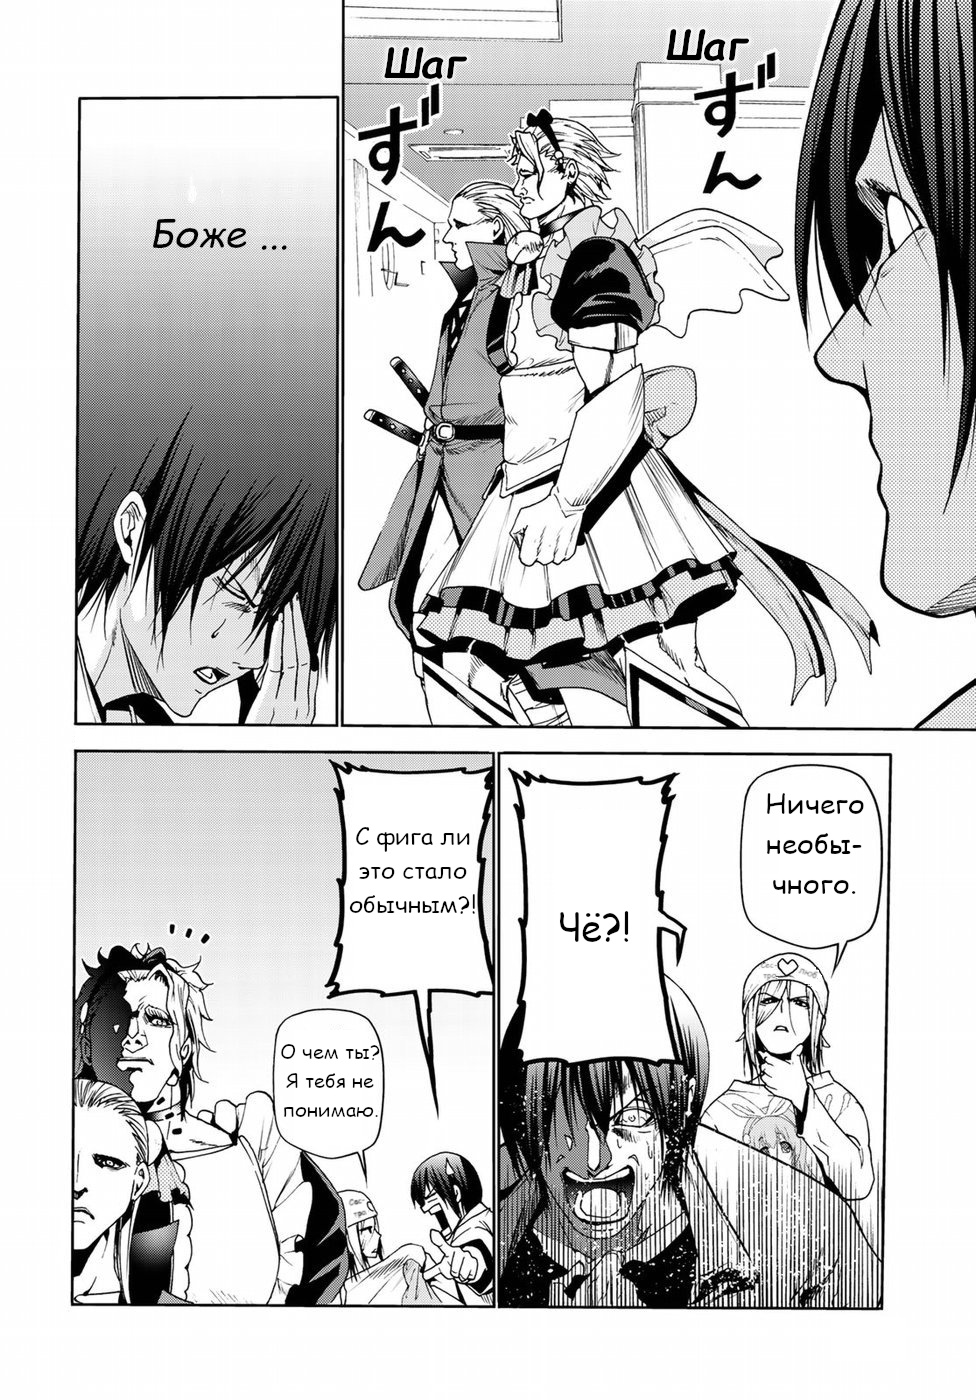 Шаг
ずん
Шаг
ずん
Боже ...
Ничего
необы-
чного.
Чё?!
С фига ли
это стало
обычным?!
О чем ты?
Я тебя не
понимаю.